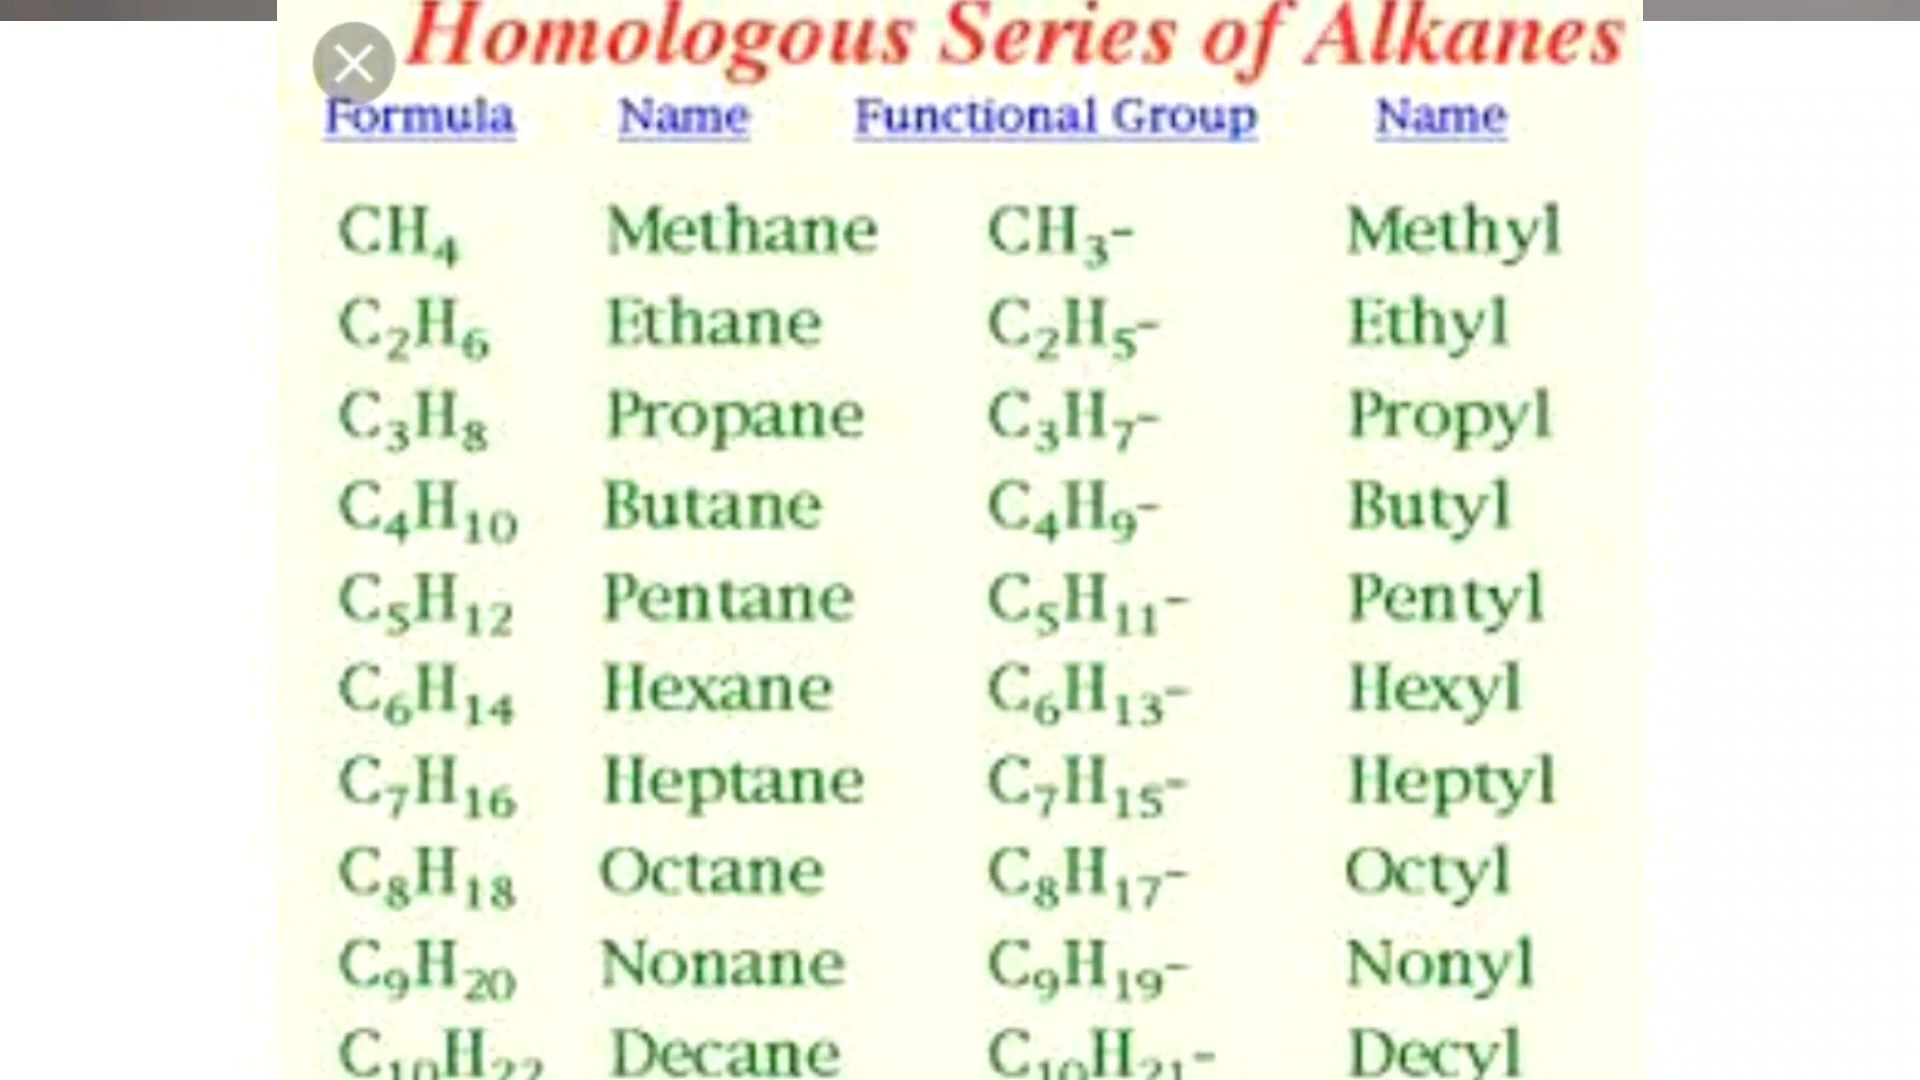 Homologous Series of Alkanes
Formula Name Functional Group Name
CH₄ Methane CH₃- Methyl
C₂H₆ Ethane C₂H₅- Ethyl
C₃H₈ Propane C₃H₇- Propyl
C₄H₁₀ Butane C₄H₉- Butyl
C₅H₁₂ Pentane C₅H₁₁- Pentyl
C₆H₁₄ Hexane C₆H₁₃- Hexyl
C₇H₁₆ Heptane C₇H₁₅- Heptyl
C₈H₁₈ Octane C₈H₁₇- Octyl
C₉H₂₀ Nonane C₉H₁₉- Nonyl
C₁₀H₂₂ Decane C₁₀H₂₁- Decyl